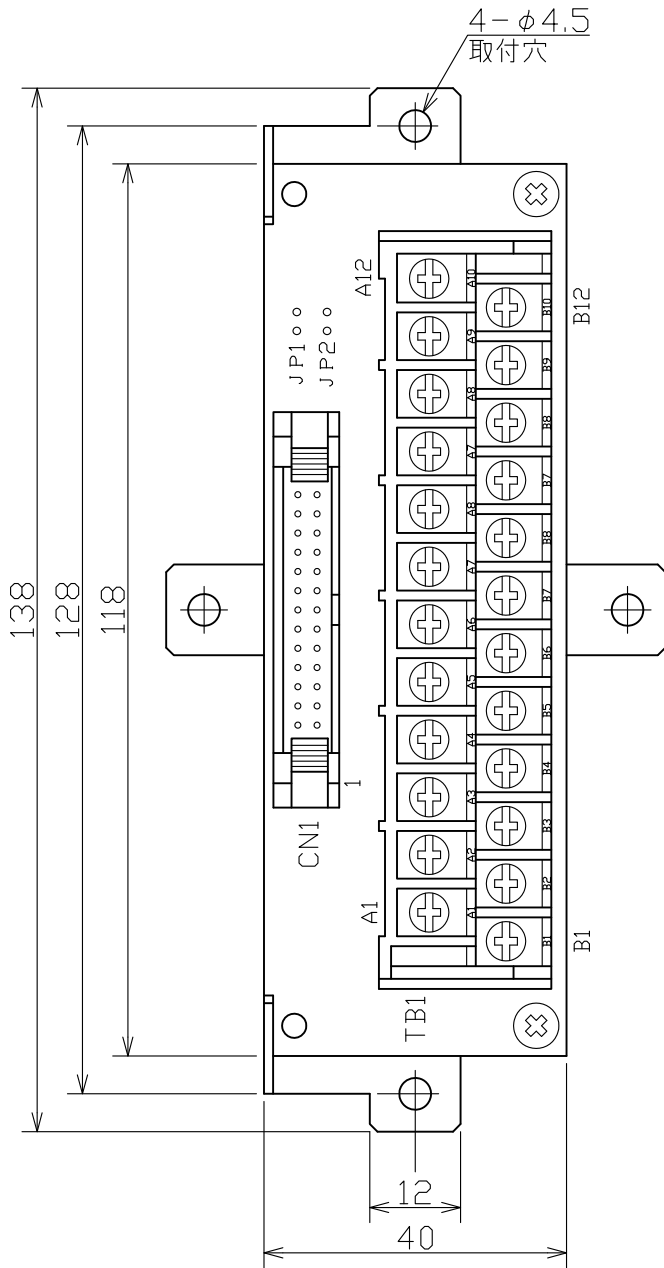 4-φ4.5
取付穴
A12
B12
JP1
JP2
A10
A9
A8
A7
A8
A7
A6
A5
A4
A3
A2
A1
B10
B9
B8
B7
B8
B7
B6
B5
B4
B3
B2
B1
138
128
118
1
CN1
A1
B1
TB1
12
40